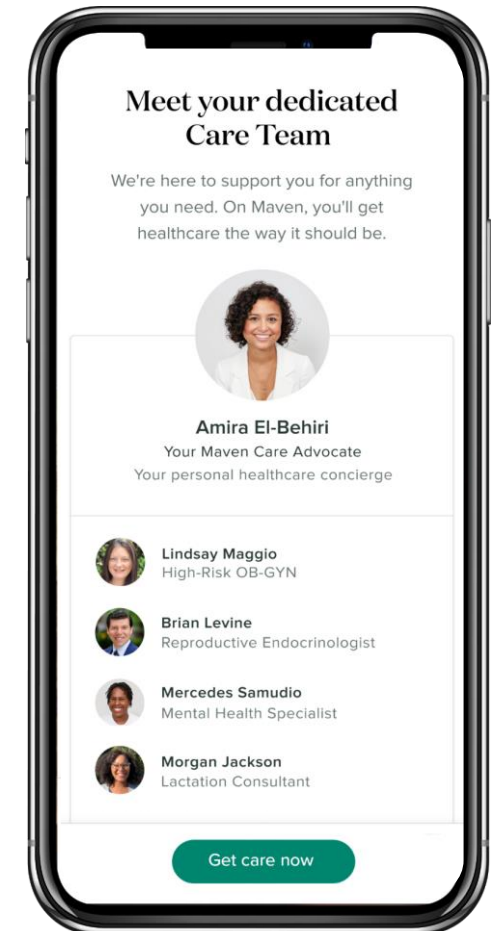 Meet your dedicated
Care Team
We're here to support you for anything
you need. On Maven, you'll get
healthcare the way it should be.
Amira El-Behiri
Your Maven Care Advocate
Your personal healthcare concierge
Lindsay Maggio
High-Risk OB-GYN
Brian Levine
Reproductive Endocrinologist
Mercedes Samudio
Mental Health Specialist
Morgan Jackson
Lactation Consultant
Get care now